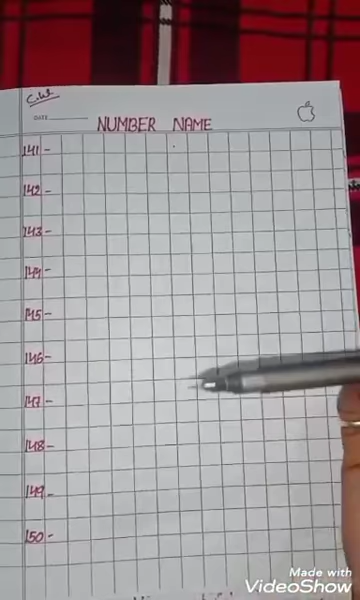 C.W.
DATE
NUMBER NAME
141-
142-
143-
144-
145-
146-
147-
148-
149-
150-
Made with
VideoShow